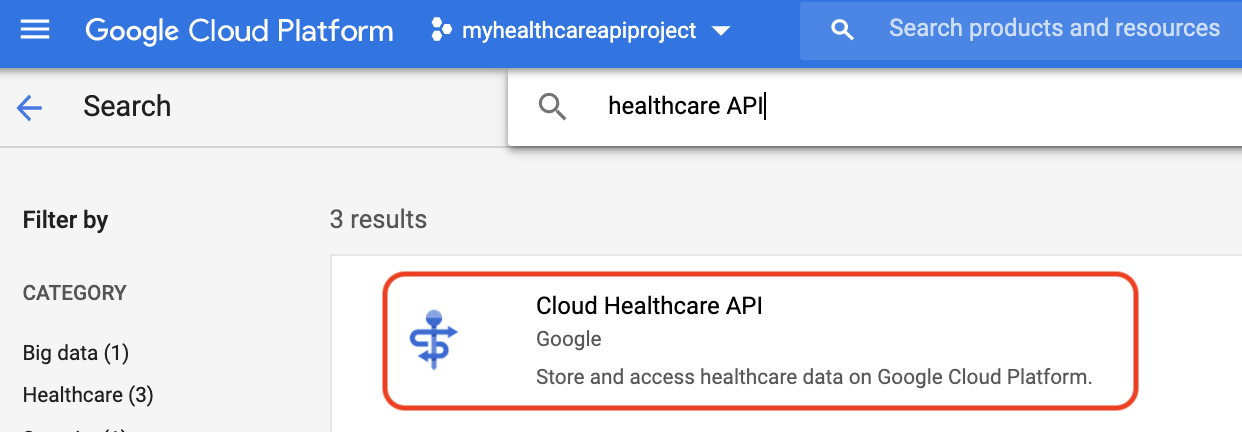 Google Cloud Platform
myhealthcareapiproject
Search products and resources
Search
healthcare API
Filter by
3 results
CATEGORY
Cloud Healthcare API
Google
Store and access healthcare data on Google Cloud Platform.
Big data (1)
Healthcare (3)